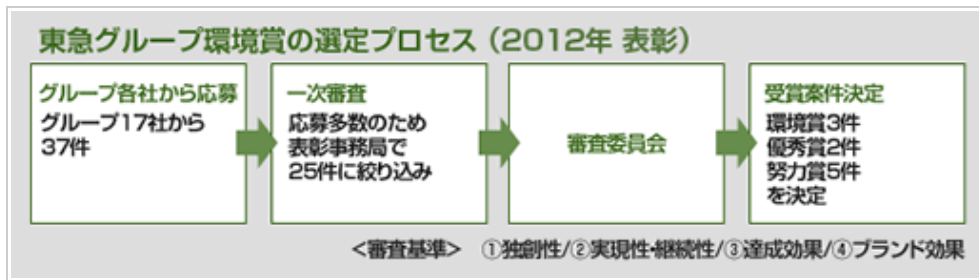 東急グループ環境賞の選定プロセス（2012年 表彰）
グループ各社から応募
グループ17社から
37件
一次審査
応募多数のため
表彰事務局で
25件に絞り込み
審査委員会
受賞案件決定
環境賞3件
優秀賞2件
努力賞5件
を決定
＜審査基準＞ ①独創性/②実現性・継続性/③達成効果/④ブランド効果